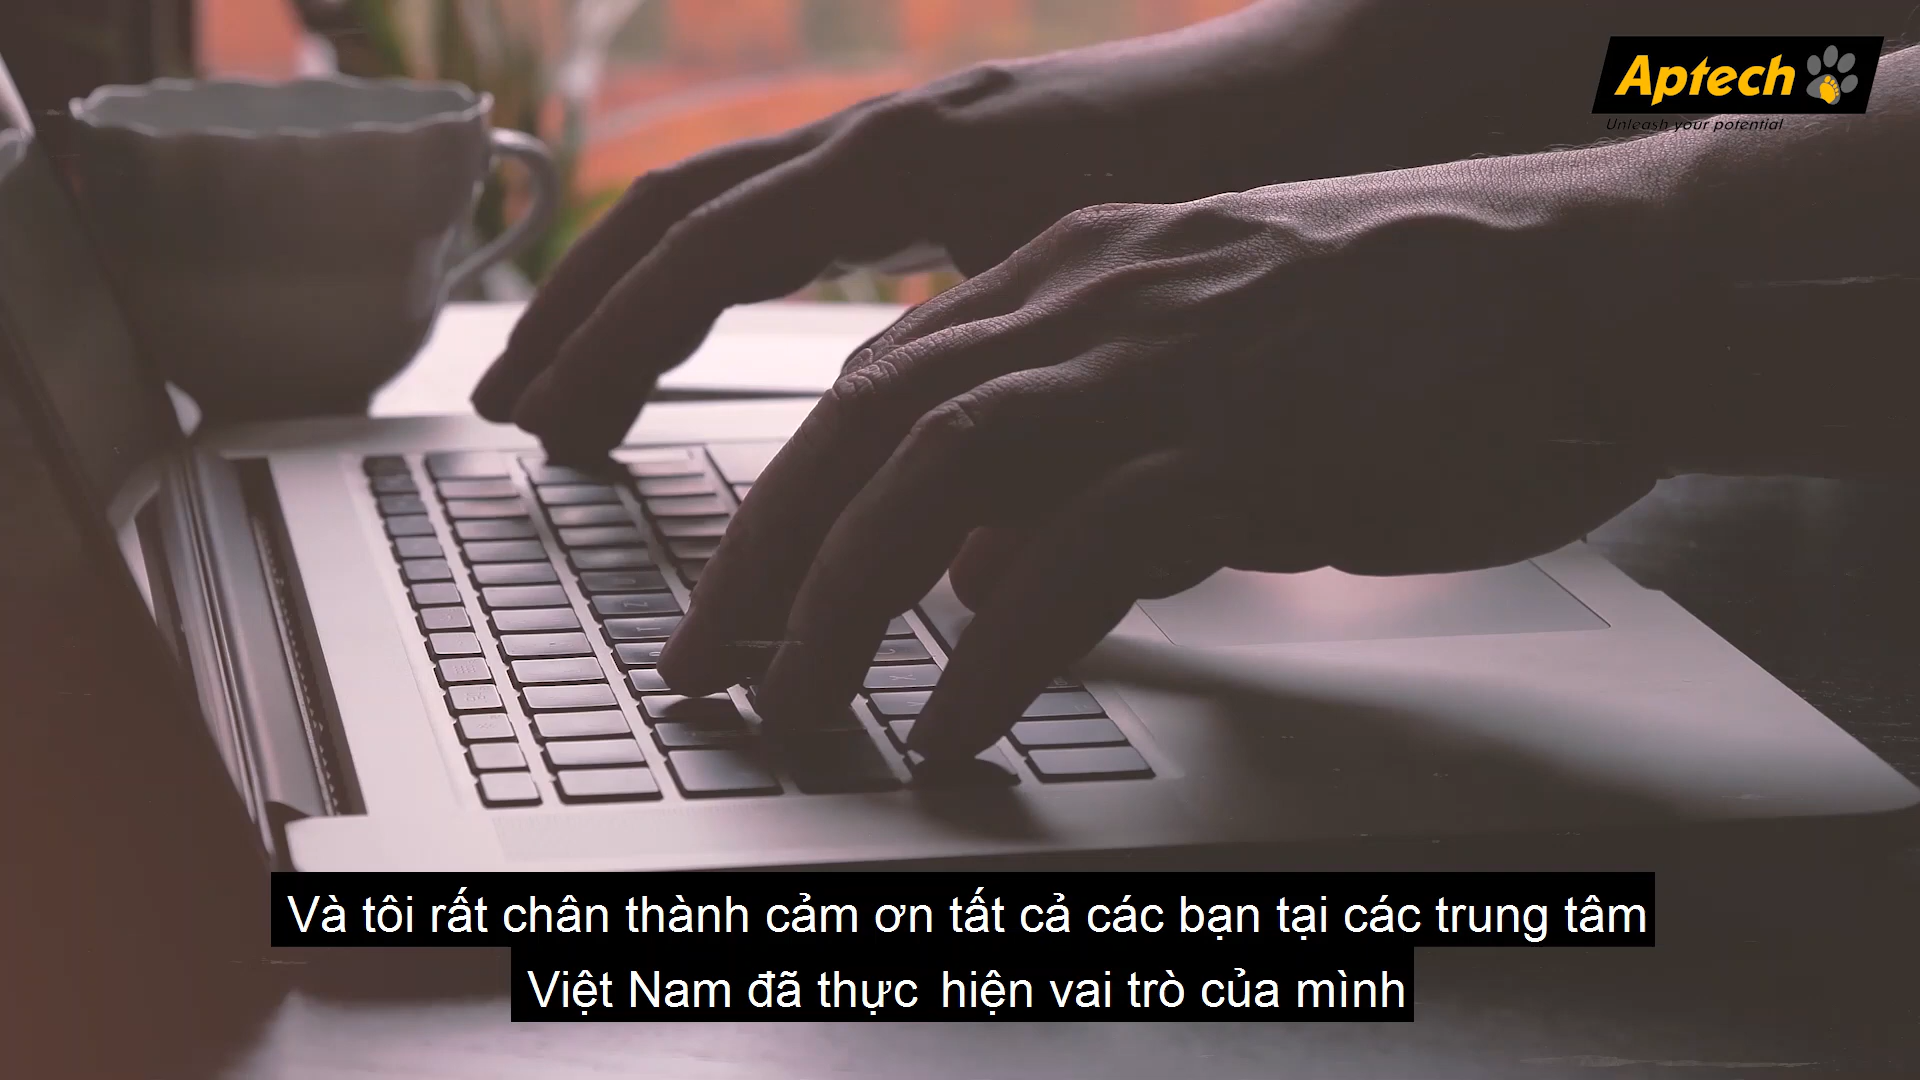 Aptech
Unleash your potential
Và tôi rất chân thành cảm ơn tất cả các bạn tại các trung tâm
Việt Nam đã thực hiện vai trò của mình